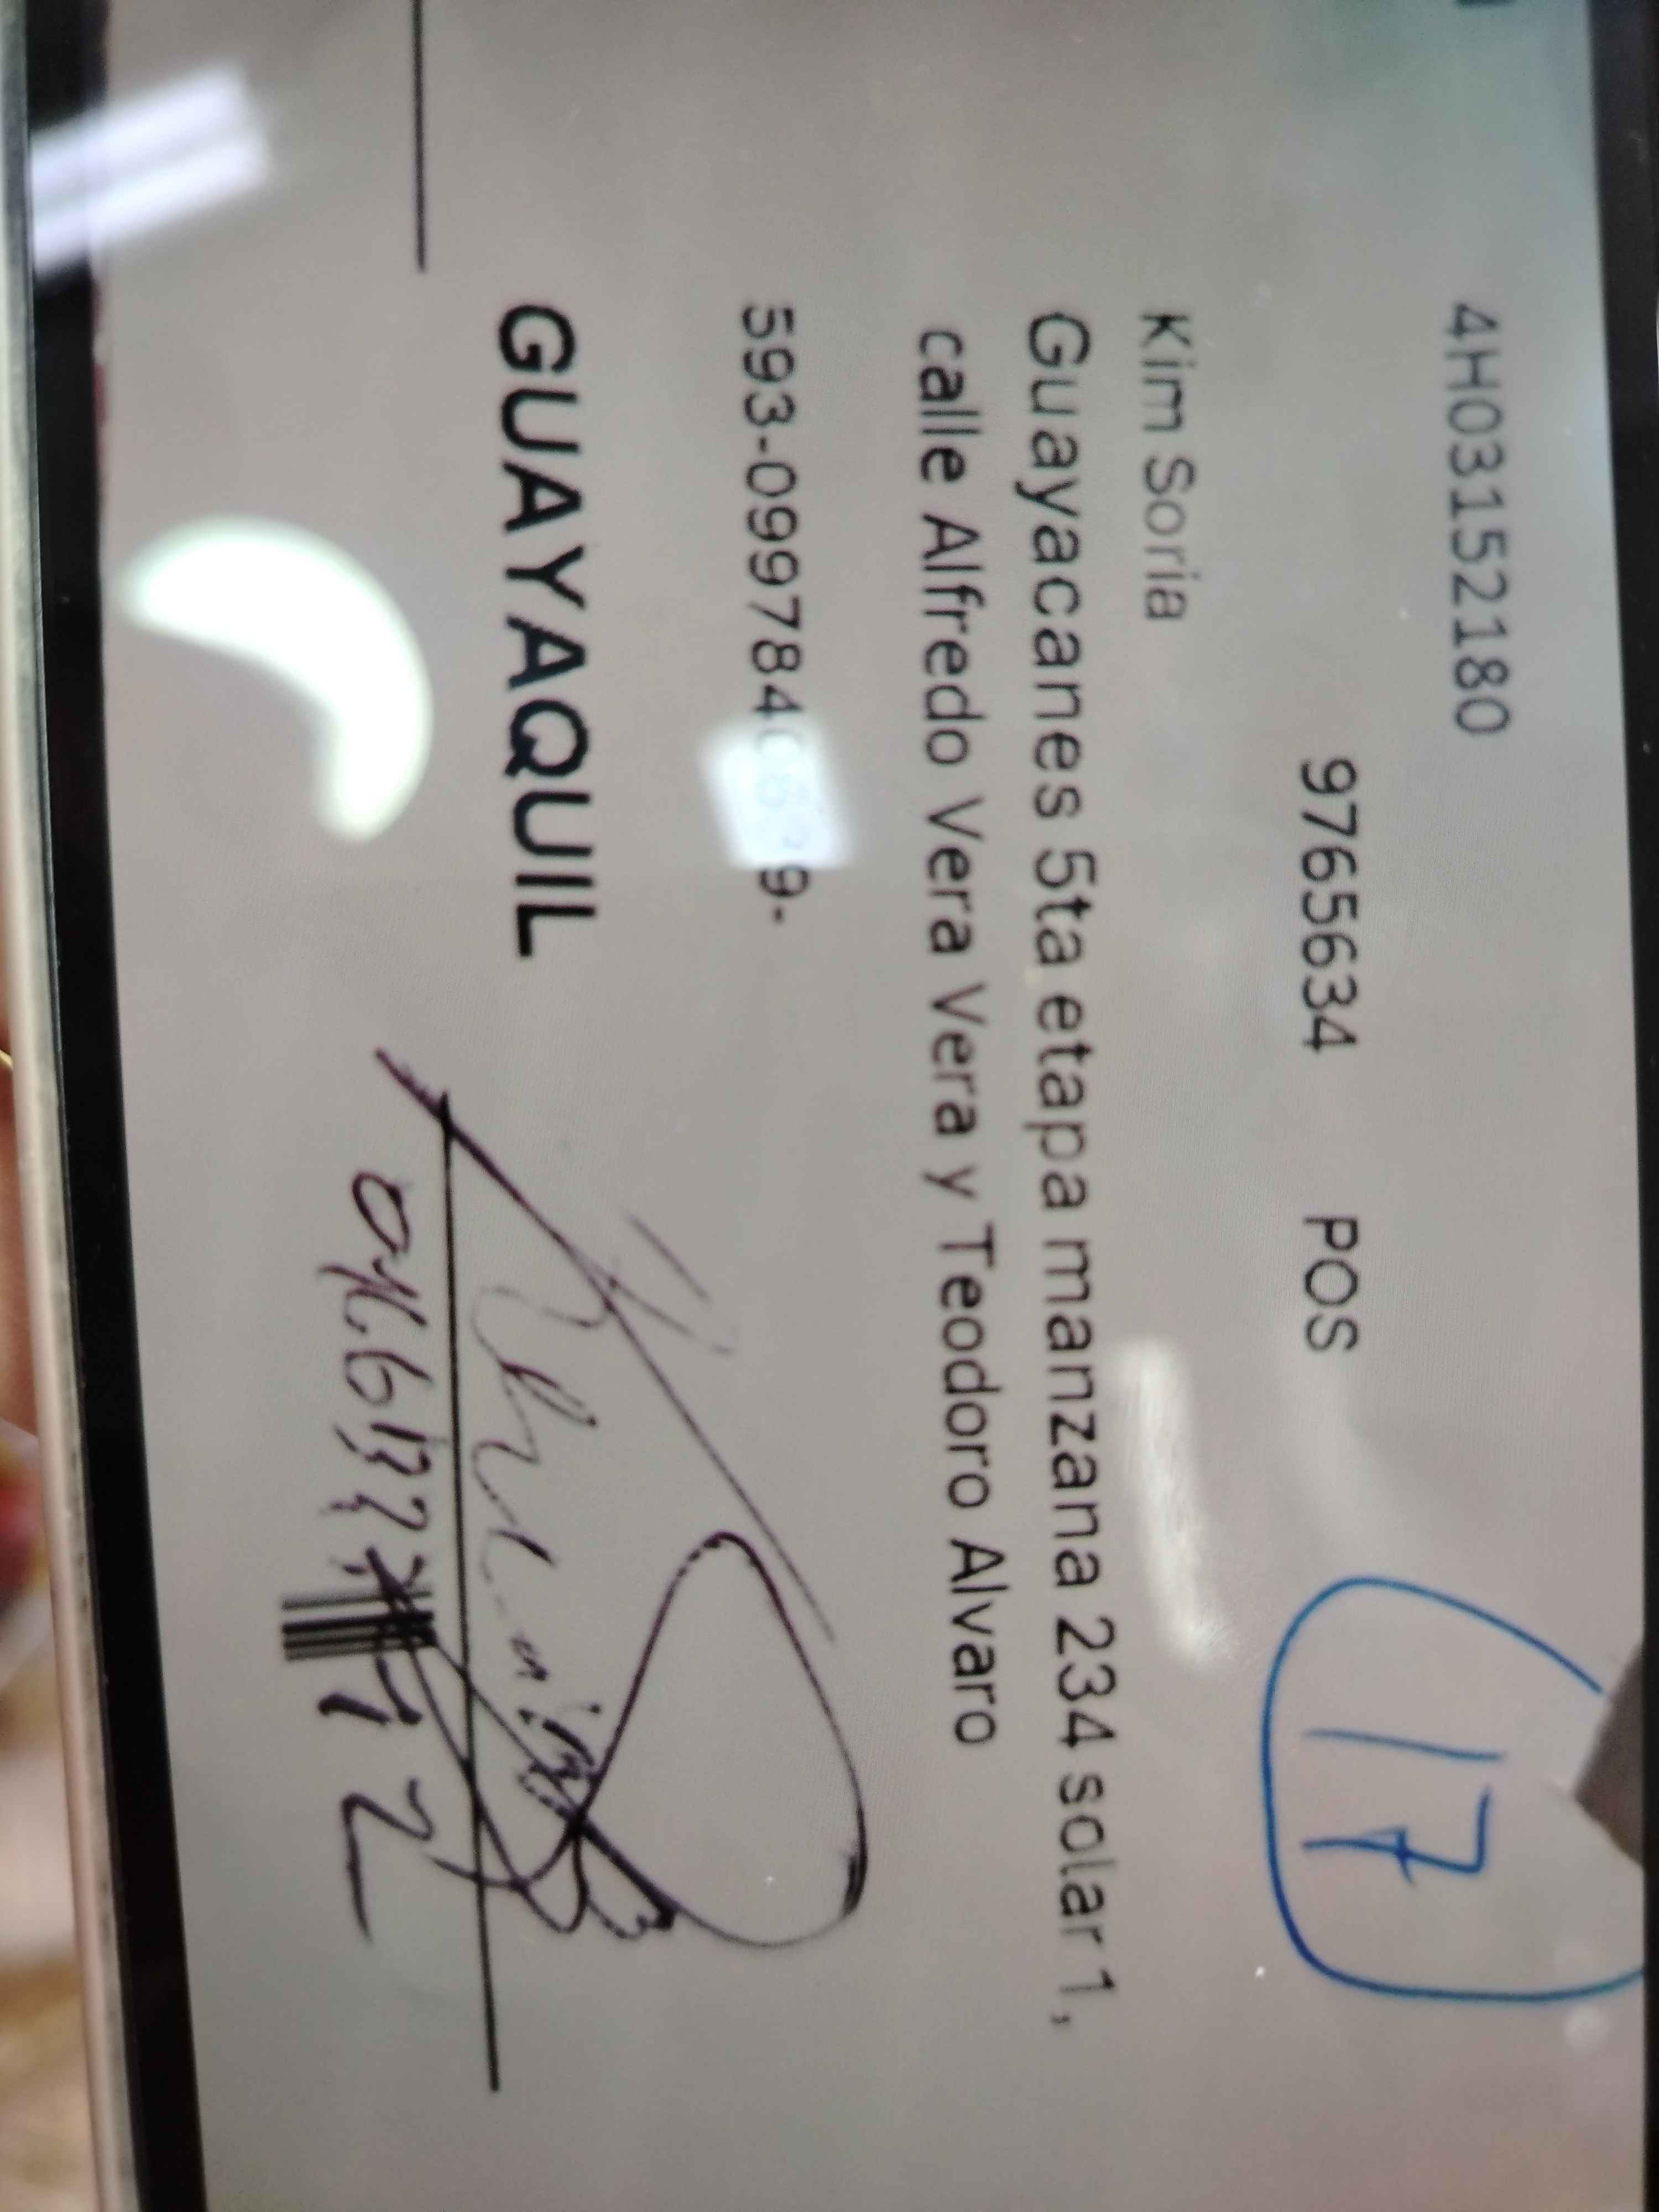 4H03152180
9765634 POS
17
Kim Soria
Guayacanes 5ta etapa manzana 234 solar 1,
calle Alfredo Vera Vera y Teodoro Alvaro
GUAYAQUIL